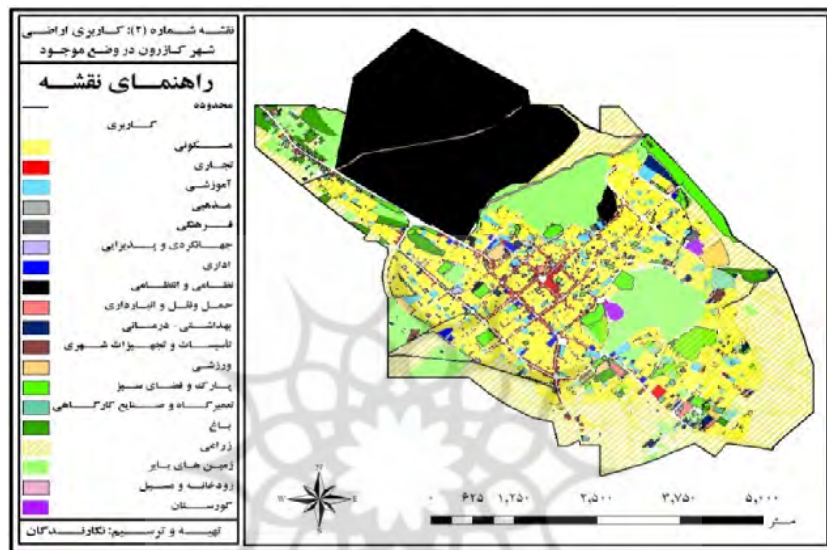 نقشه شماره (۲): کاربری اراضی
شهر کازرون در وضع موجود
راهنمای نقشه
محدوده
کاربری
مسکونی
تجاری
آموزشی
مذهبی
فرهنگی
جهانگردی و پذیرایی
اداری
نظامی و انتظامی
حمل ونقل و انبارداری
بهداشتی - درمانی
تأسیسات و تجهیزات شهری
ورزشی
پارک و فضای سبز
تعمیرگاه و صنایع کارگاهی
باغ
زراعی
زمین های بایر
رودخانه و مسیل
گورستان
تهیه و ترسیم: نگارندگان
N
W E
S
۰ ۶۲۵ ۱,۲۵۰ ۲,۵۰۰ ۳,۷۵۰ ۵,۰۰۰
متر